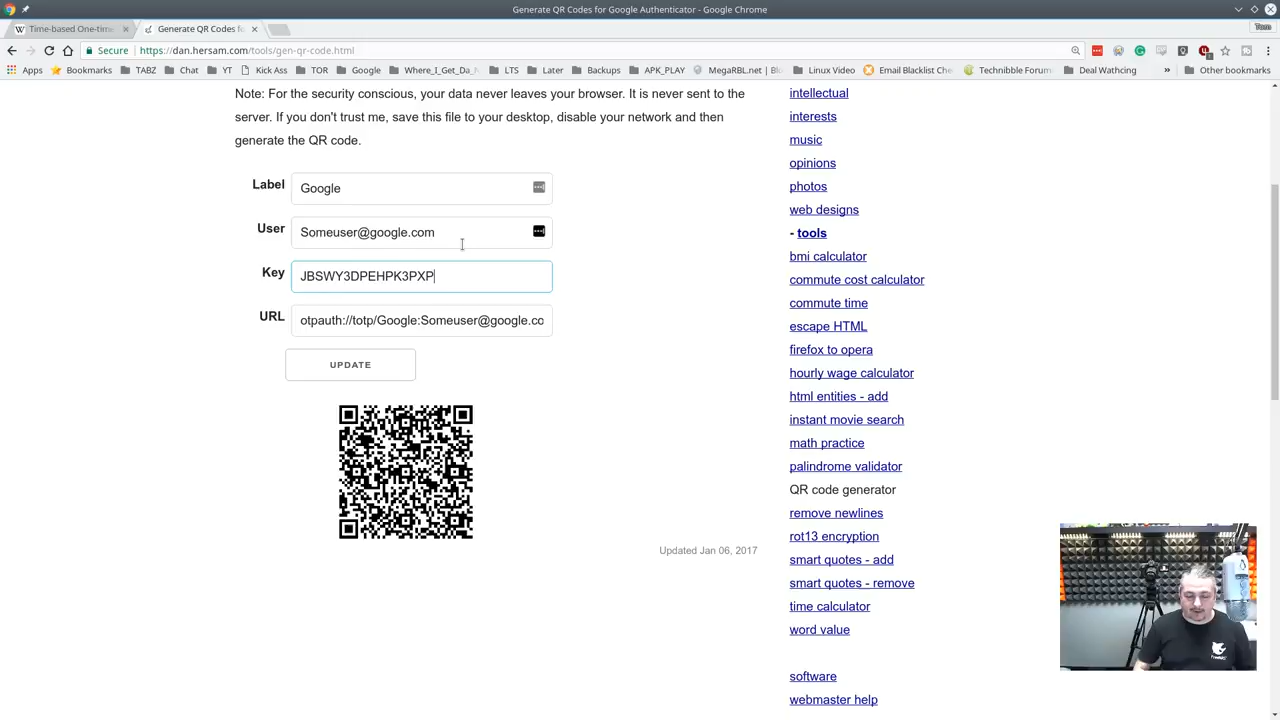 Generate QR Codes for Google Authenticator - Google Chrome
Time-based One-time
Generate QR Codes fo
Tom
Secure
https://dan.hersam.com/tools/gen-qr-code.html
Apps
Bookmarks
TABZ
Chat
YT
Kick Ass
TOR
Google
Where_I_Get_Da_
LTS
Later
Backups
APK_PLAY
MegaRBL.net | Blo
Linux Video
Email Blacklist Che
Technibble Forum
Deal Wathcing
»
Other bookmarks
Note: For the security conscious, your data never leaves your browser. It is never sent to the
server. If you don't trust me, save this file to your desktop, disable your network and then
generate the QR code.
Label
Google
User
Someuser@google.com
Key
JBSWY3DPEHPK3PXP
URL
otpauth://totp/Google:Someuser@google.co
UPDATE
Updated Jan 06, 2017
intellectual
interests
music
opinions
photos
web designs
- tools
bmi calculator
commute cost calculator
commute time
escape HTML
firefox to opera
hourly wage calculator
html entities - add
instant movie search
math practice
palindrome validator
QR code generator
remove newlines
rot13 encryption
smart quotes - add
smart quotes - remove
time calculator
word value
software
webmaster help